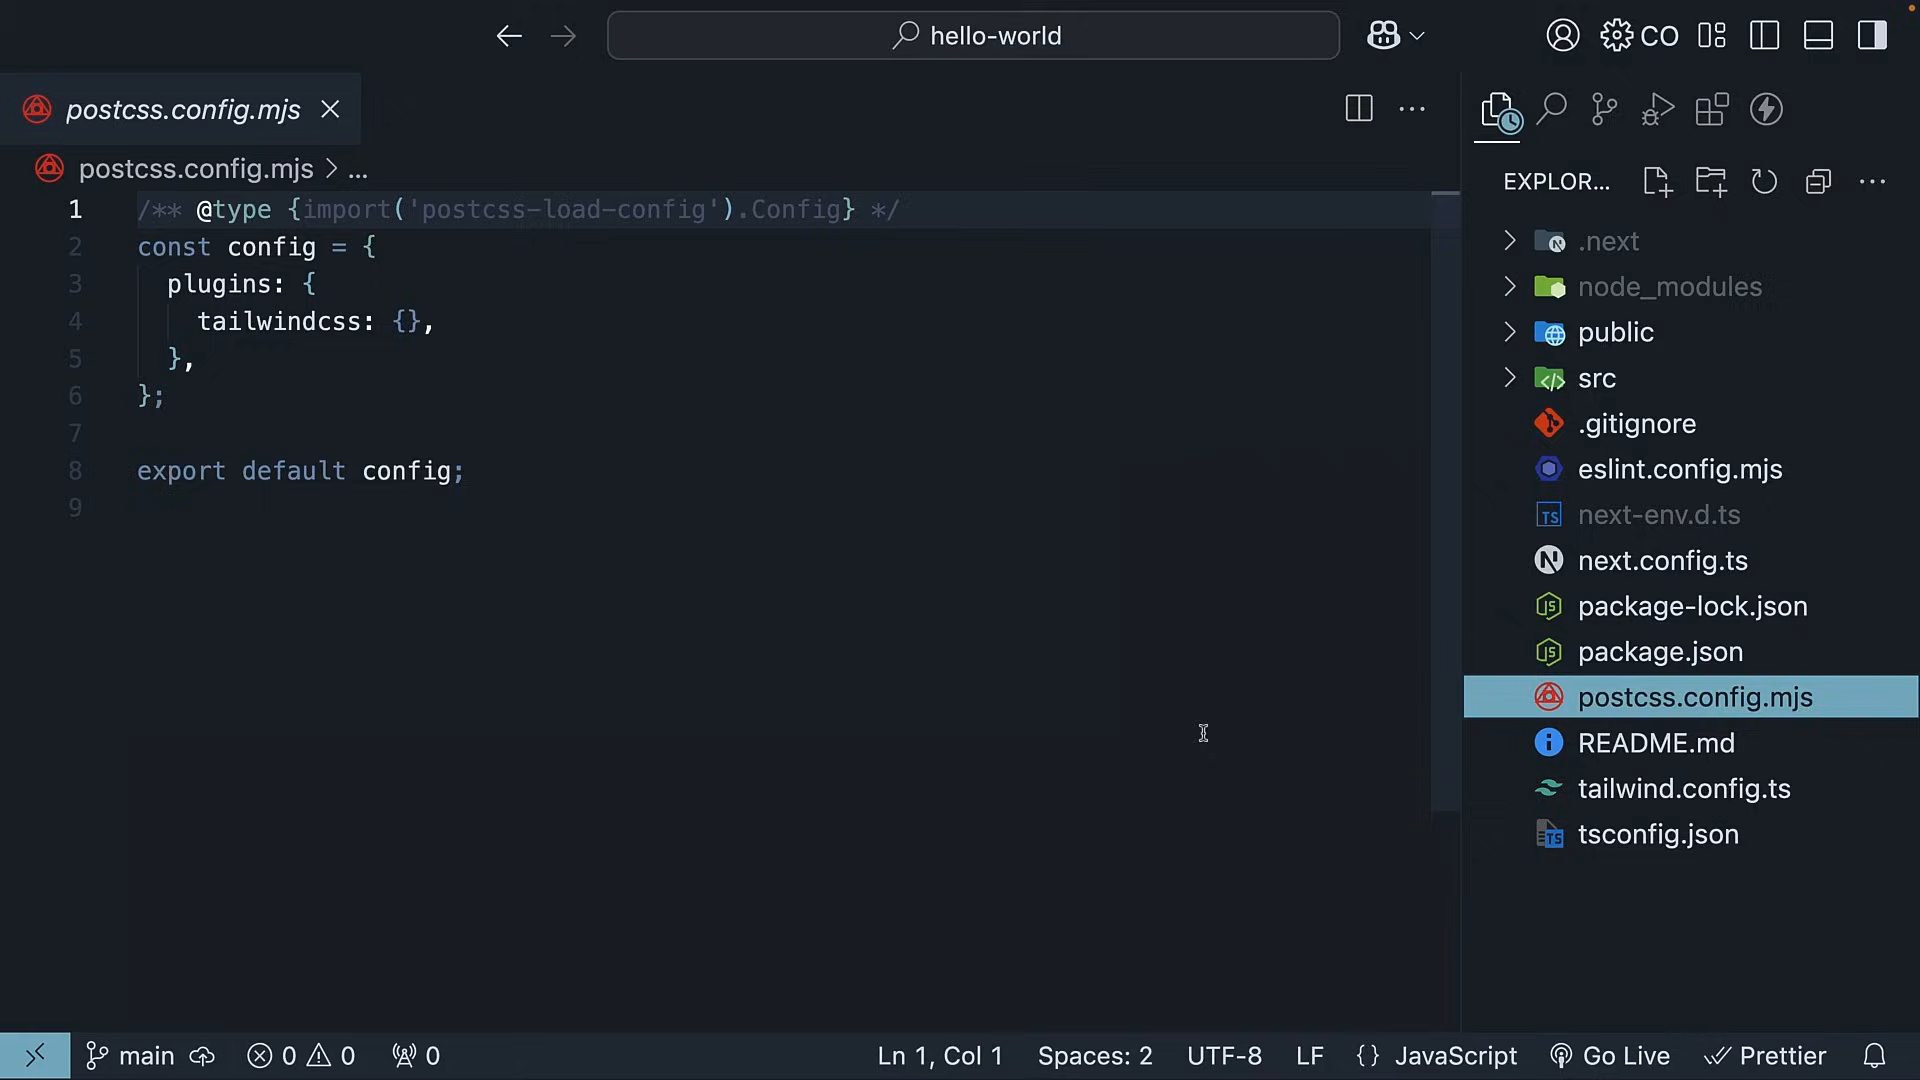 hello-world
CO
postcss.config.mjs
postcss.config.mjs > ...
1 /** @type {import('postcss-load-config').Config} */
2 const config = {
3 plugins: {
4 tailwindcss: {},
5 },
6 };
7
8 export default config;
9
EXPLOR...
.next
node_modules
public
src
.gitignore
eslint.config.mjs
next-env.d.ts
next.config.ts
package-lock.json
package.json
postcss.config.mjs
README.md
tailwind.config.ts
tsconfig.json
main 0 0 0 Ln 1, Col 1 Spaces: 2 UTF-8 LF {} JavaScript Go Live Prettier